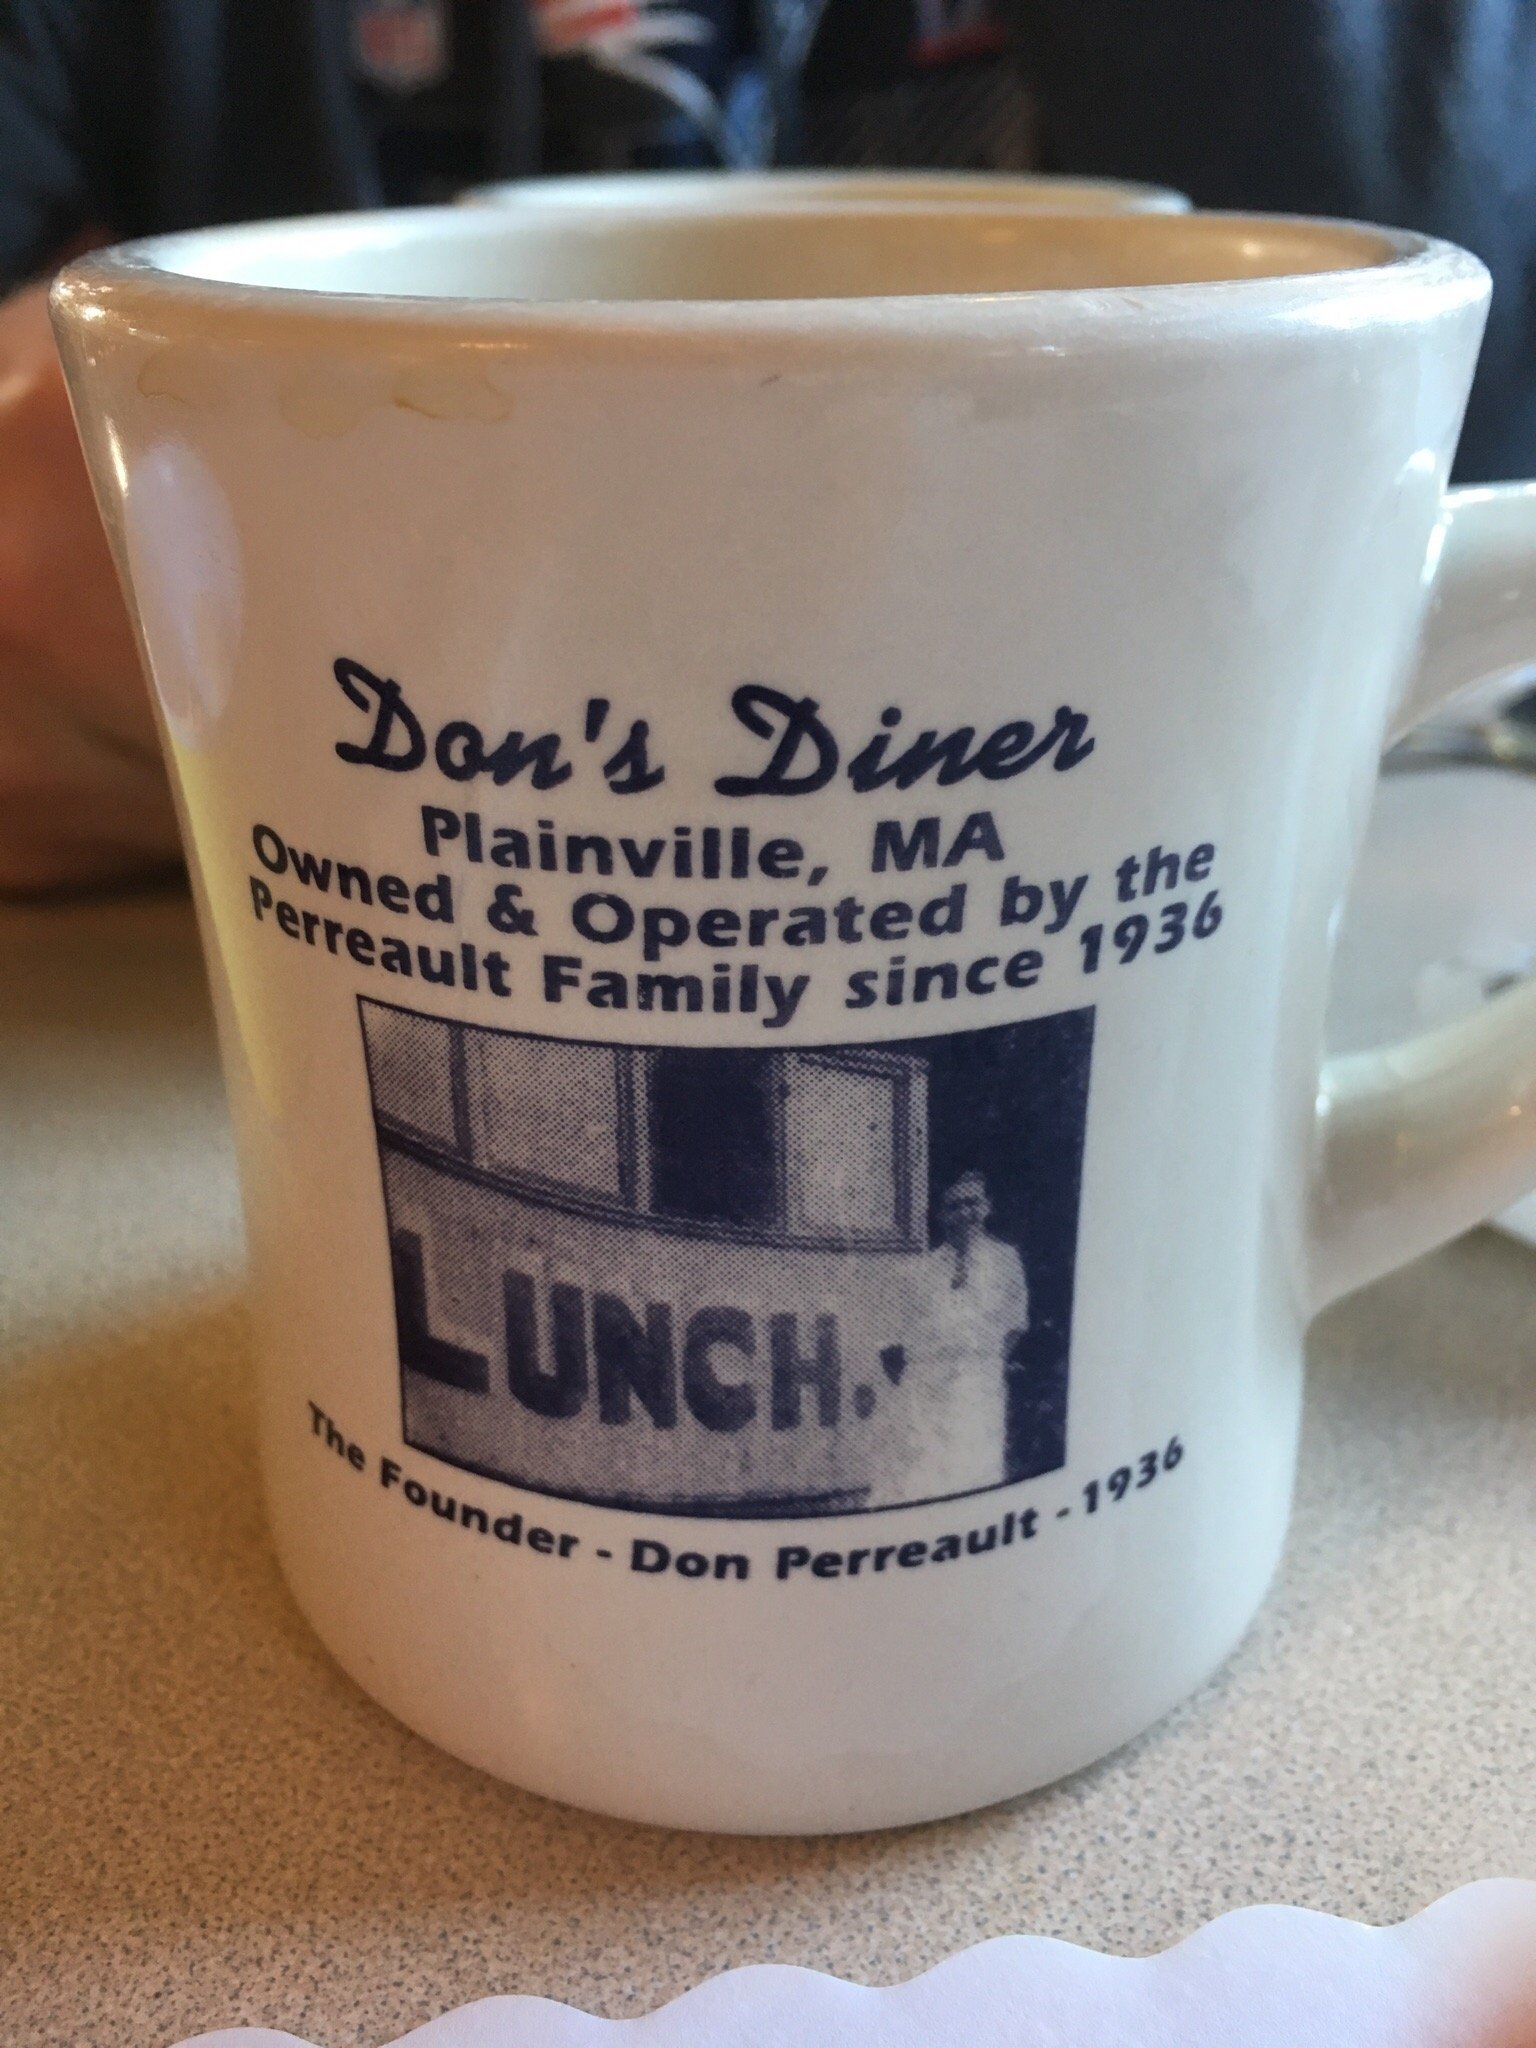 Don's Diner
Plainville, MA
Owned & Operated by the
Perreault Family since 1936
LUNCH.
The Founder - Don Perreault - 1936